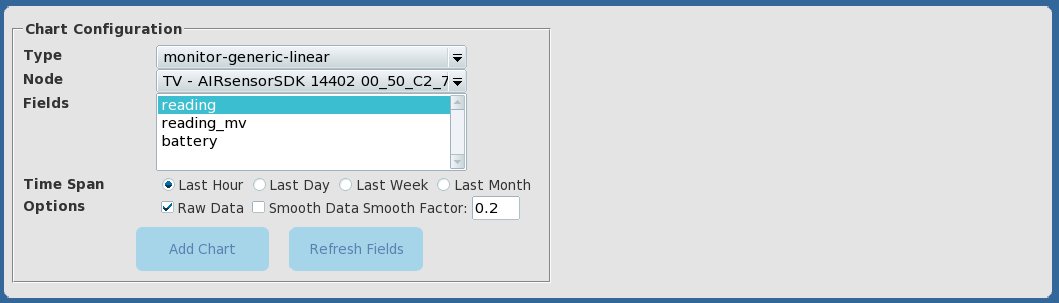 Chart Configuration
Type monitor-generic-linear
Node TV - AIRsensorSDK 14402 00_50_C2_7
Fields reading
reading_mv
battery
Time Span Last Hour Last Day Last Week Last Month
Options Raw Data Smooth Data Smooth Factor: 0.2
Add Chart Refresh Fields